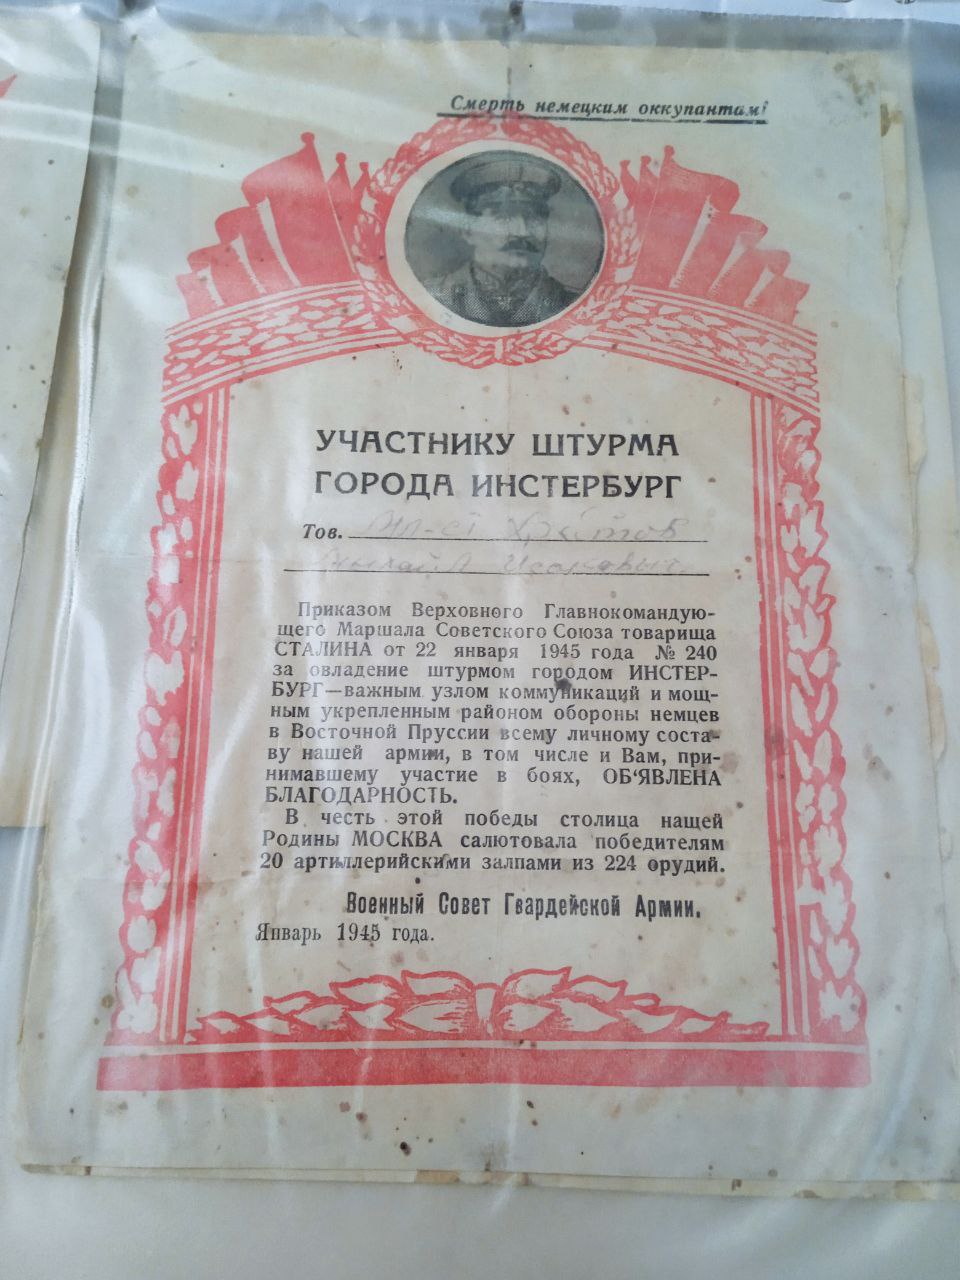 Смерть немецким оккупантам!
УЧАСТНИКУ ШТУРМА
ГОРОДА ИНСТЕРБУРГ
Тов.
Приказом Верховного Главнокомандую-
щего Маршала Советского Союза товарища
СТАЛИНА от 22 января 1945 года № 240
за овладение штурмом городом ИНСТЕР-
БУРГ—важным узлом коммуникаций и мощ-
ным укрепленным районом обороны немцев
в Восточной Пруссии всему личному соста-
ву нашей армии, в том числе и Вам, при-
нимавшему участие в боях, ОБ'ЯВЛЕНА
БЛАГОДАРНОСТЬ.
В честь этой победы столица нащей
Родины МОСКВА салютовала победителям
20 артиллерийскими залпами из 224 орудий.
Военный Совет Гвардейской Армии.
Январь 1945 года.